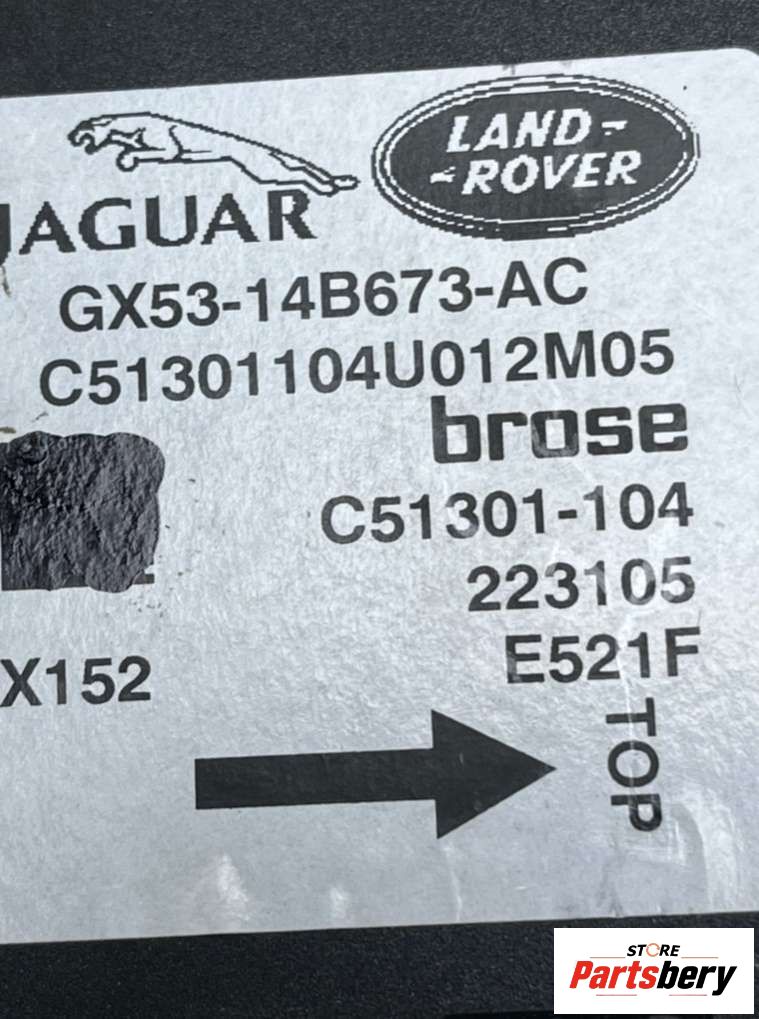 JAGUAR
LAND-
-ROVER
GX53-14B673-AC
C51301104U012M05
brose
C51301-104
223105
X152
E521F
TOP
STORE
Partsbery